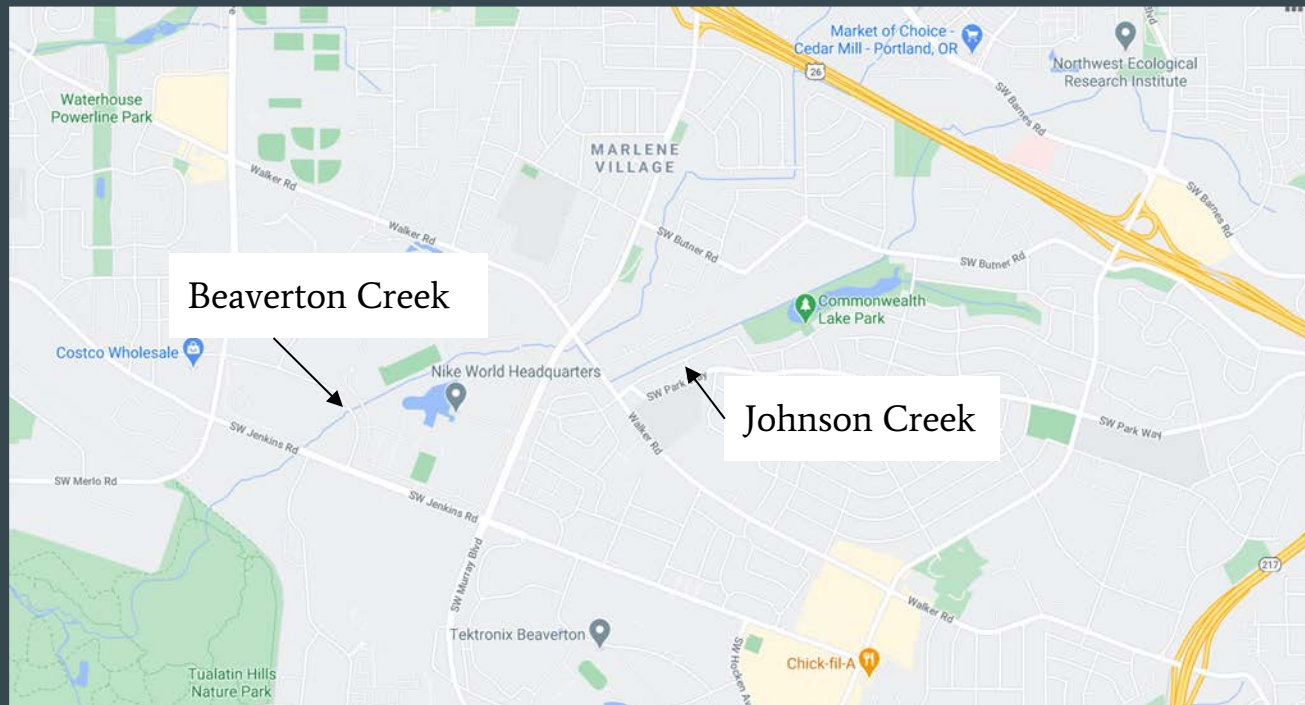 Market of Choice -
Cedar Mill - Portland, OR
26
Northwest Ecological
Research Institute
Blvd
Waterhouse
Powerline Park
SW Barnes Rd
MARLENE
VILLAGE
Walker Rd
Walker Rd
SW Butner Rd
SW Barnes Rd
SW Butner Rd
Beaverton Creek
Commonwealth
Lake Park
Costco Wholesale
Nike World Headquarters
SW Park Way
Johnson Creek
SW Park Way
Walker Rd
SW Jenkins Rd
SW Merlo Rd
SW Jenkins Rd
SW Murray Blvd
217
Walker Rd
Tektronix Beaverton
SW Hocken Av
Chick-fil-A
Tualatin Hills
Nature Park